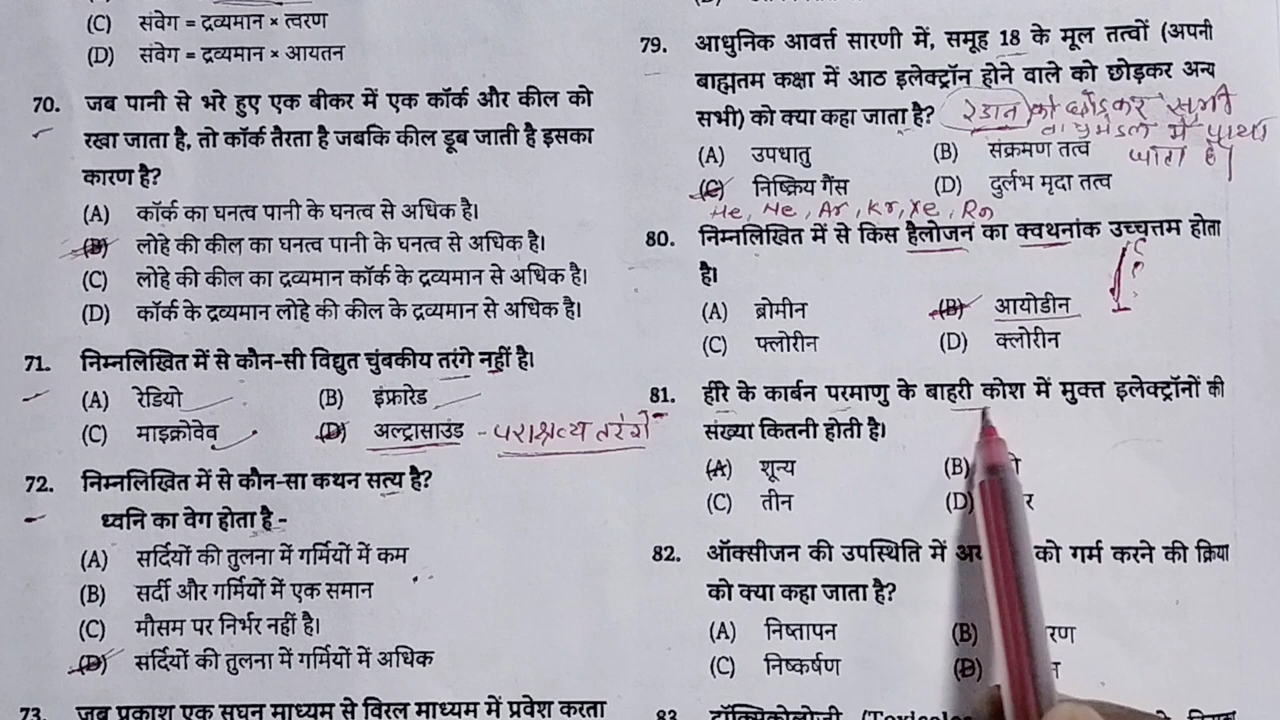 (C) संवेग = द्रव्यमान × त्वरण
(D) संवेग = द्रव्यमान × आयतन
70. जब पानी से भरे हुए एक बीकर में एक कॉर्क और कील को
रखा जाता है, तो कॉर्क तैरता है जबकि कील डूब जाती है इसका
कारण है?
(A) कॉर्क का घनत्व पानी के घनत्व से अधिक है।
(B) लोहे की कील का घनत्व पानी के घनत्व से अधिक है।
(C) लोहे की कील का द्रव्यमान कॉर्क के द्रव्यमान से अधिक है।
(D) कॉर्क के द्रव्यमान लोहे की कील के द्रव्यमान से अधिक है।
71. निम्नलिखित में से कौन-सी विद्युत चुंबकीय तरंगे नहीं है।
(A) रेडियो (B) इंफ्रारेड
(C) माइक्रोवेव (D) अल्ट्रासाउंड - पराश्रव्य तरंगे
72. निम्नलिखित में से कौन-सा कथन सत्य है?
ध्वनि का वेग होता है -
(A) सर्दियों की तुलना में गर्मियों में कम
(B) सर्दी और गर्मियों में एक समान
(C) मौसम पर निर्भर नहीं है।
(D) सर्दियों की तुलना में गर्मियों में अधिक
73. जब प्रकाश एक सघन माध्यम से विरल माध्यम में प्रवेश करता
79. आधुनिक आवर्त्त सारणी में, समूह 18 के मूल तत्वों (अपनी
बाह्यतम कक्षा में आठ इलेक्ट्रॉन होने वाले को छोड़कर अन्य
सभी) को क्या कहा जाता है? रेडान को छोड़कर सभी
वायुमंडल में पाया
जाता है।
(A) उपधातु (B) संक्रमण तत्व
(C) निष्क्रिय गैंस (D) दुर्लभ मृदा तत्व
He, Ne, Ar, Kr, Xe, Rn
80. निम्नलिखित में से किस हैलोजन का क्वथनांक उच्चत्तम होता
है।
(A) ब्रोमीन (B) आयोडीन
(C) फ्लोरीन (D) क्लोरीन
81. हीरे के कार्बन परमाणु के बाहरी कोश में मुक्त इलेक्ट्रॉनों की
संख्या कितनी होती है।
(A) शून्य (B)
(C) तीन (D)
82. ऑक्सीजन की उपस्थिति में को गर्म करने की क्रिया
को क्या कहा जाता है?
(A) निष्तापन (B)
(C) निष्कर्षण (D)
83.